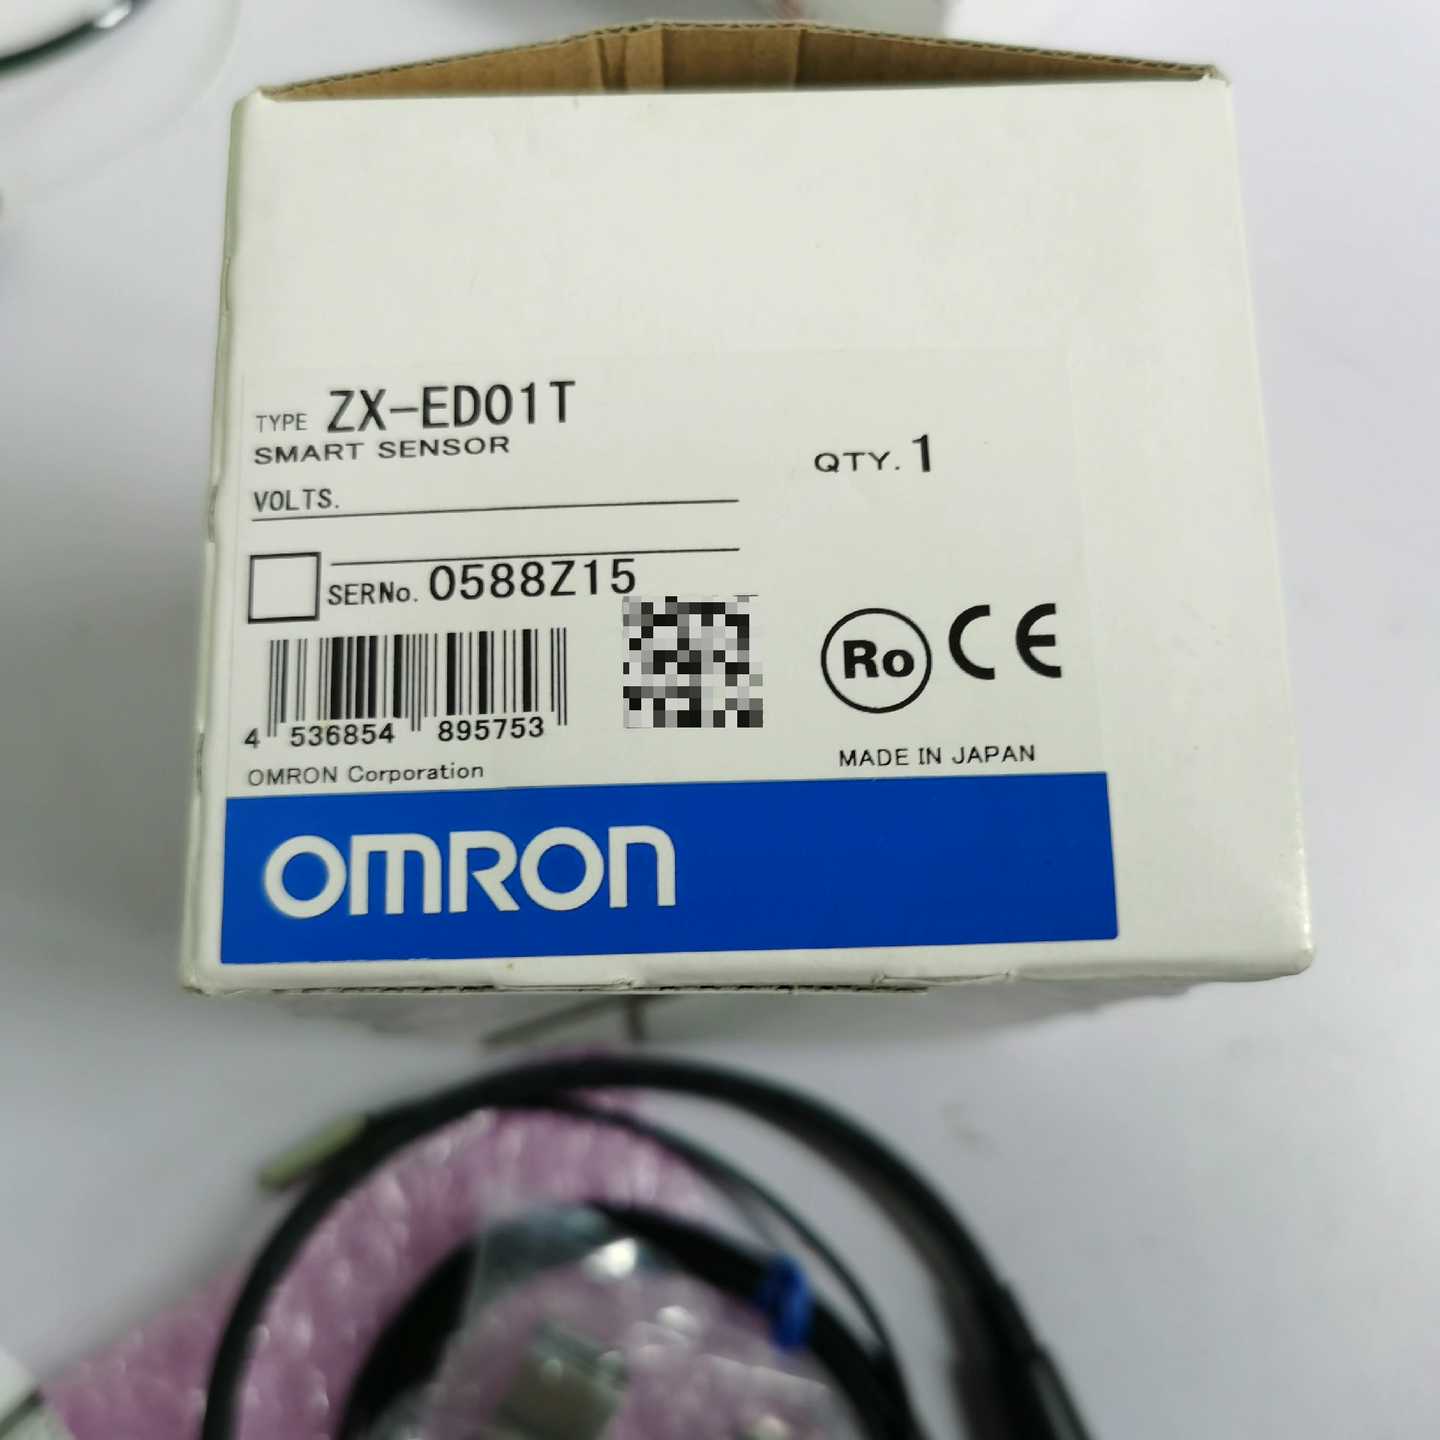 TYPE ZX-ED01T
SMART SENSOR
QTY. 1
VOLTS.
SERNo. 0588Z15
4 536854 895753
Ro CE
OMRON Corporation
MADE IN JAPAN
OMRON